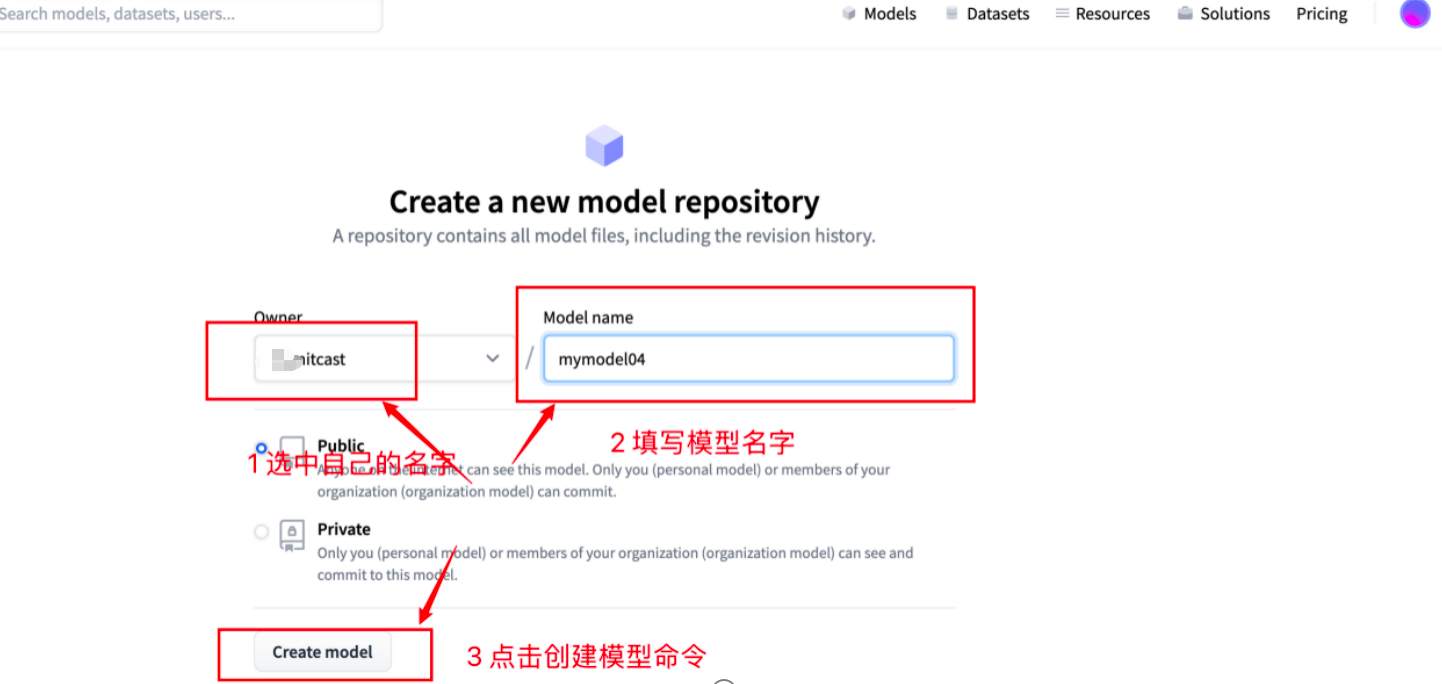 Search models, datasets, users...
Models Datasets Resources Solutions Pricing
Create a new model repository
A repository contains all model files, including the revision history.
Owner
Model name
itcast
/
mymodel04
2 填写模型名字
Public
1 选中自己的名字
Anyone on the internet can see this model. Only you (personal model) or members of your
organization (organization model) can commit.
Private
Only you (personal model) or members of your organization (organization model) can see and
commit to this model.
Create model
3 点击创建模型命令